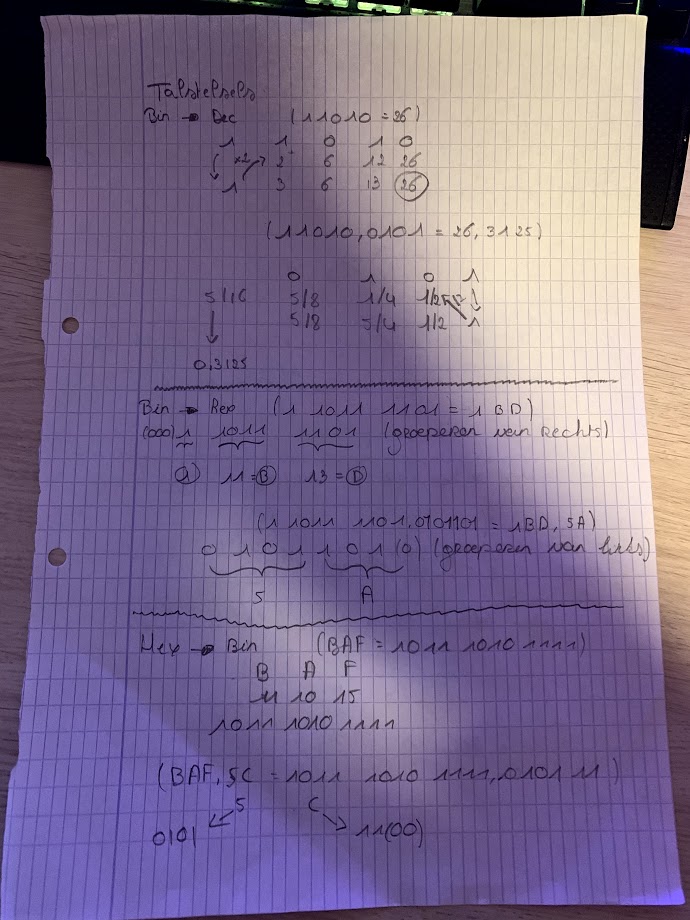 Talstelsels
Bin → Dec (11010 = 26)
1 1 0 1 0
×2 2 6 12 26
1 3 6 13 26
(11010,0101 = 26,3125)
0 1 0 1
5/16 5/8 1/4 1/2
5/8 5/4 1/2 1
0,3125
Bin → Hex (1 1011 1101 = 1 BD)
(000) 1 1011 1101 (groeperen van Rechts)
1 11 = B 13 = D
(1 1011 1101,0101101 = 1BD,5A)
0 1 0 1 1 0 1 (0) (groeperen van links)
5 A
Hex → Bin (BAF = 1011 1010 1111)
B A F
11 10 15
1011 1010 1111
(BAF,5C = 1011 1010 1111,0101 11)
5 C
0101 11(00)